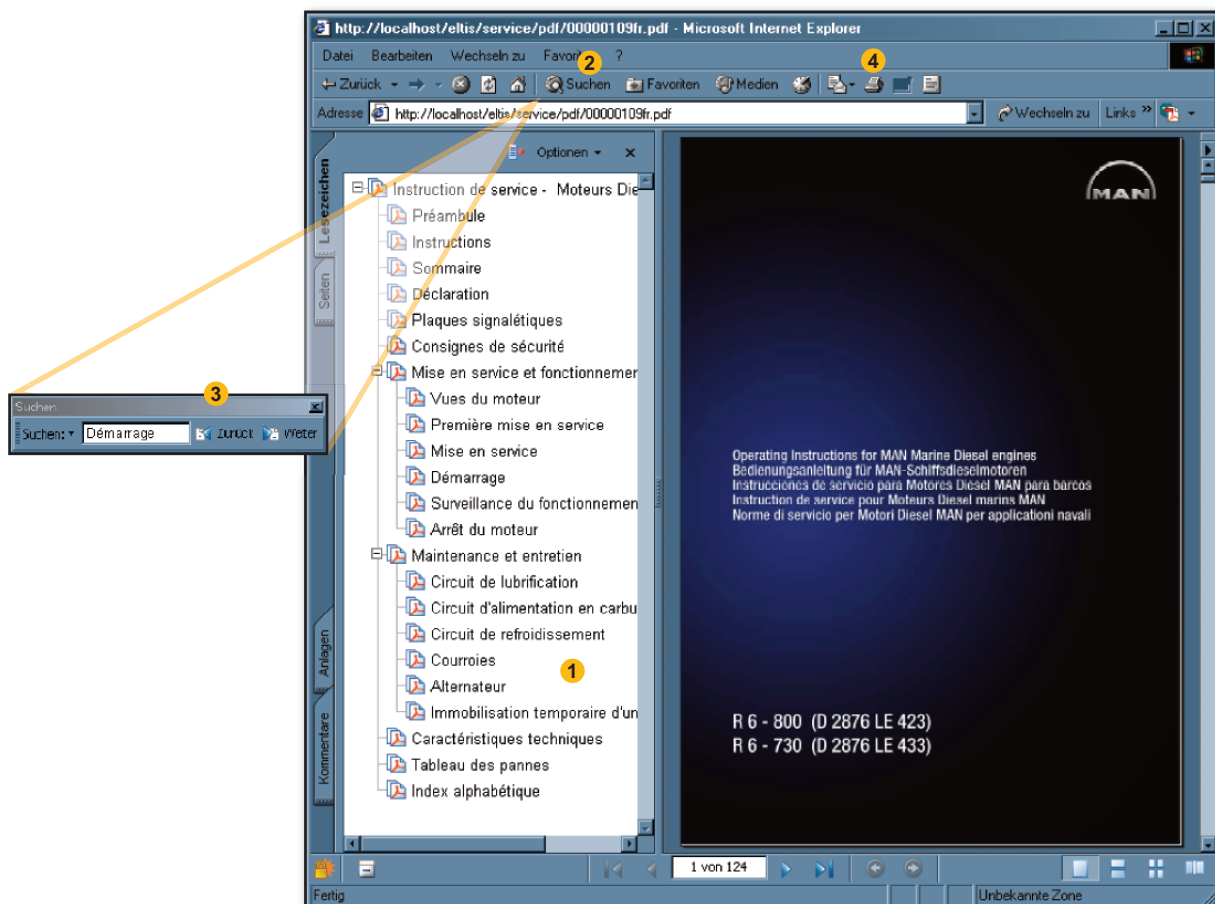 http://localhost/eltis/service/pdf/00000109fr.pdf - Microsoft Internet Explorer
4
Datei Bearbeiten Wechseln zu ?
2
Zurück Suchen Favoriten Medien
Adresse http://localhost/eltis/service/pdf/00000109fr.pdf Wechseln zu Links »
Optionen x
Lesezeichen
Seiten
Anlagen
Kommentare
Instruction de service - Moteurs Die
Préambule
Instructions
Sommaire
Déclaration
Plaques signalétiques
Consignes de sécurité
Mise en service et fonctionnemen
Vues du moteur
Première mise en service
Mise en service
Démarrage
Surveillance du fonctionnemen
Arrêt du moteur
Maintenance et entretien
Circuit de lubrification
Circuit d'alimentation en carbu
Circuit de refroidissement
Courroies
1
Alternateur
Immobilisation temporaire d'un
Caractéristiques techniques
Tableau des pannes
Index alphabétique
3
Suchen
Suchen: Démarrage Zurück Weiter
MAN
Operating Instructions for MAN Marine Diesel engines
Bedienungsanleitung für MAN-Schiffsdieselmotoren
Instrucciones de servicio para Motores Diesel MAN para barcos
Instruction de service pour Moteurs Diesel marins MAN
Norme di servicio per Motori Diesel MAN per applicationi navali
R 6 - 800 (D 2876 LE 423)
R 6 - 730 (D 2876 LE 433)
1 von 124
Fertig
Unbekannte Zone